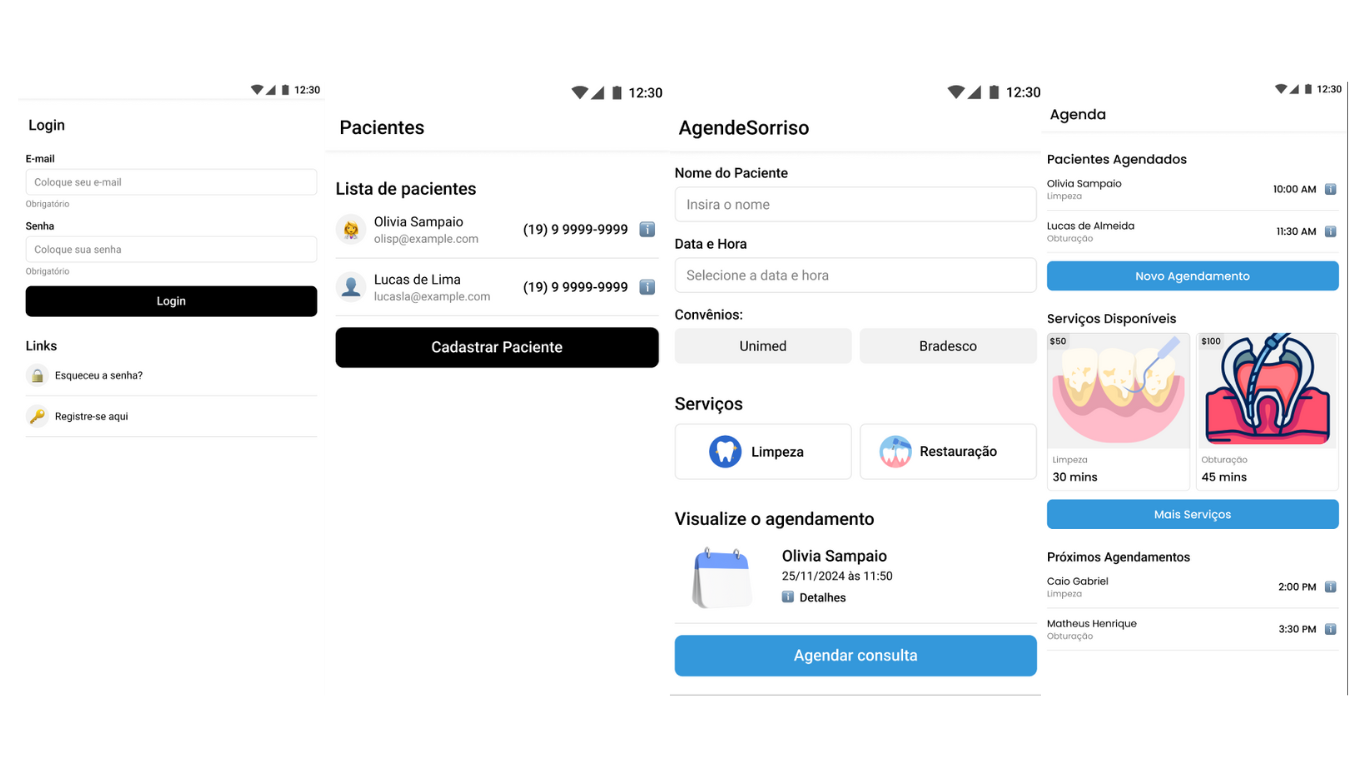 12:30
Login
E-mail
Coloque seu e-mail
Obrigatório
Senha
Coloque sua senha
Obrigatório
Login
Links
Esqueceu a senha?
Registre-se aqui
12:30
Pacientes
Lista de pacientes
Olivia Sampaio
olisp@example.com
(19) 9 9999-9999
Lucas de Lima
lucasla@example.com
(19) 9 9999-9999
Cadastrar Paciente
12:30
AgendeSorriso
Nome do Paciente
Insira o nome
Data e Hora
Selecione a data e hora
Convênios:
Unimed
Bradesco
Serviços
Limpeza
Restauração
Visualize o agendamento
Olivia Sampaio
25/11/2024 às 11:50
Detalhes
Agendar consulta
12:30
Agenda
Pacientes Agendados
Olivia Sampaio
Limpeza
10:00 AM
Lucas de Almeida
Obturação
11:30 AM
Novo Agendamento
Serviços Disponíveis
$50
Limpeza
30 mins
$100
Obturação
45 mins
Mais Serviços
Próximos Agendamentos
Caio Gabriel
Limpeza
2:00 PM
Matheus Henrique
Obturação
3:30 PM